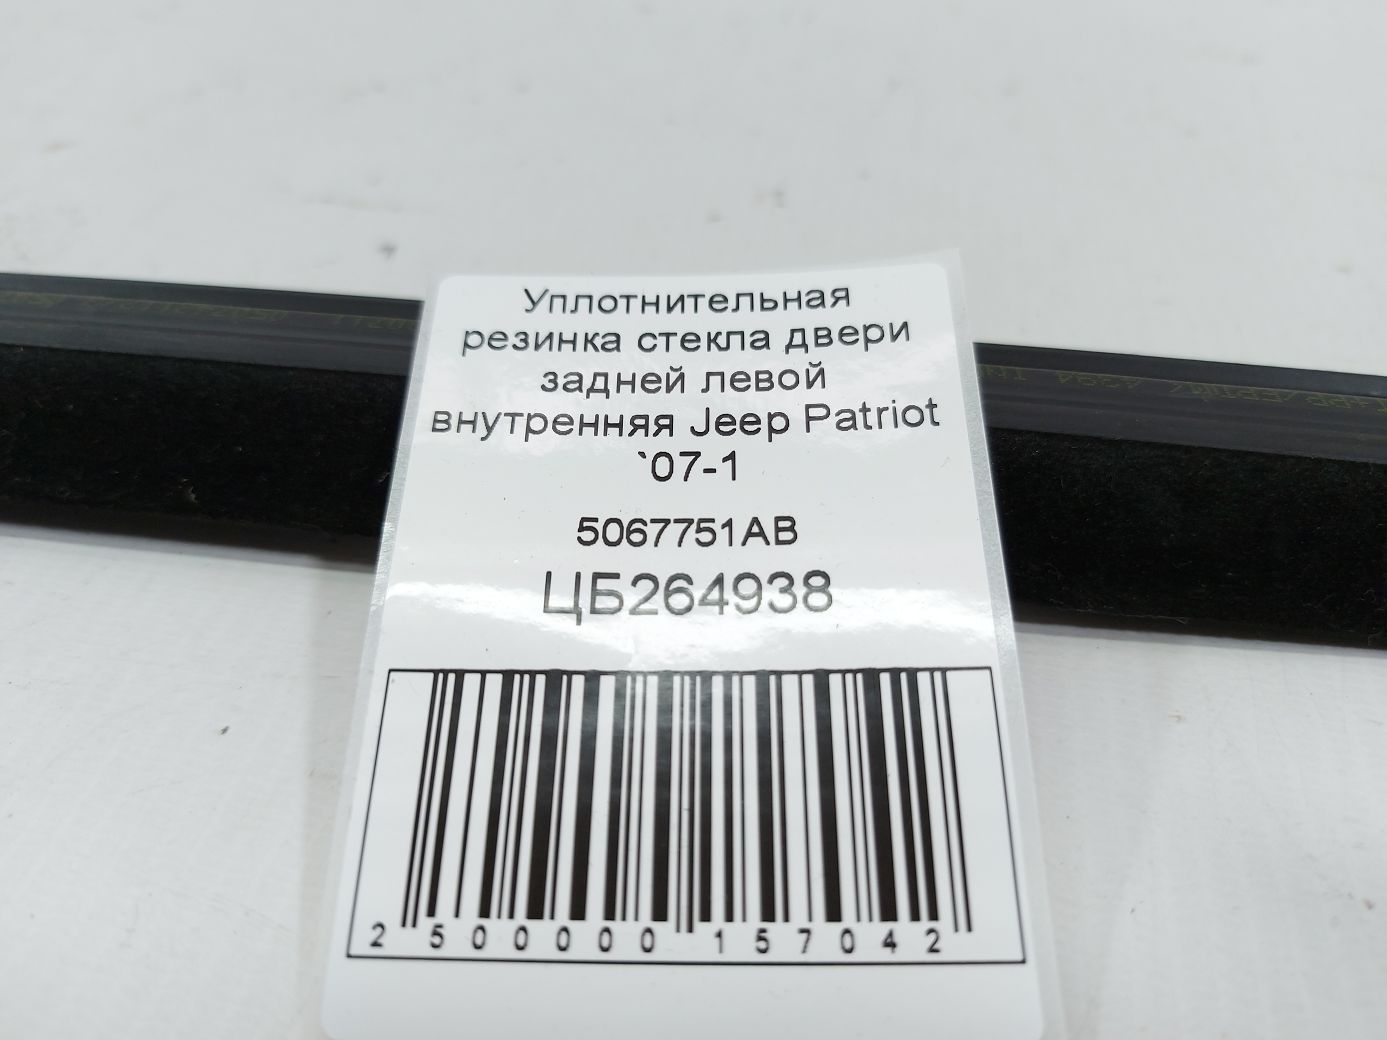 Уплотнительная
резинка стекла двери
задней левой
внутренняя Jeep Patriot
`07-1
5067751AB
ЦБ264938
2 500000 157042